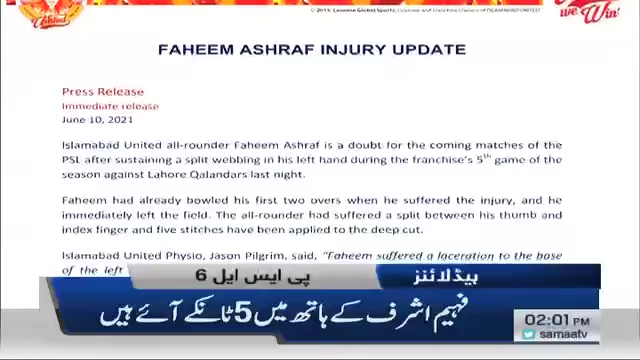 United
© 2019, Leonine Global Sports,
we Win!
FAHEEM ASHRAF INJURY UPDATE
Press Release
Immediate release
June 10, 2021
Islamabad United all-rounder Faheem Ashraf is a doubt for the coming matches of the
PSL after sustaining a split webbing in his left hand during the franchise's 5th game of the
season against Lahore Qalandars last night.
Faheem had already bowled his first two overs when he suffered the injury, and he
immediately left the field. The all-rounder had suffered a split between his thumb and
index finger and five stitches have been applied to the deep cut.
Islamabad United Physio, Jason Pilgrim, said, "Faheem suffered a laceration to the base
of the left
ہیڈلائنز
پی ایس ایل 6
فہیم اشرف کے ہاتھ میں 5 ٹانکے آئے ہیں
02:01 PM
samaatv